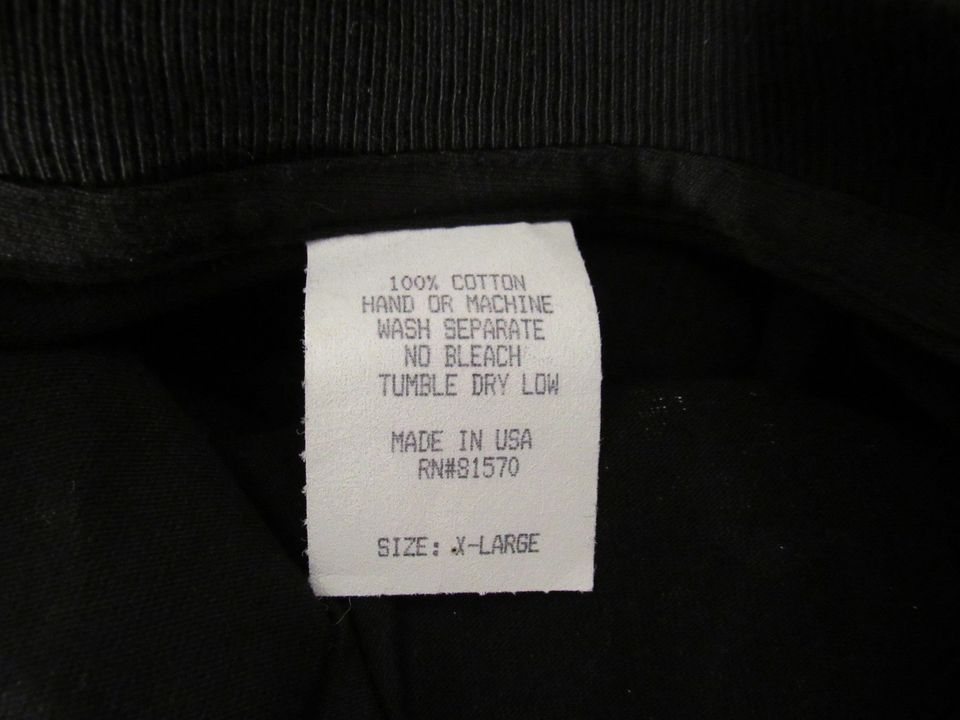 100% COTTON
HAND OR MACHINE
WASH SEPARATE
NO BLEACH
TUMBLE DRY LOW
MADE IN USA
RN#81570
SIZE: X-LARGE